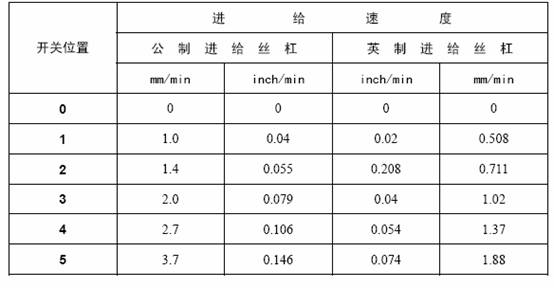 进 给 速 度
开关位置 公 制 进 给 丝 杠 英 制 进 给 丝 杠
mm/min inch/min inch/min mm/min
0 0 0 0 0
1 1.0 0.04 0.02 0.508
2 1.4 0.055 0.208 0.711
3 2.0 0.079 0.04 1.02
4 2.7 0.106 0.054 1.37
5 3.7 0.146 0.074 1.88